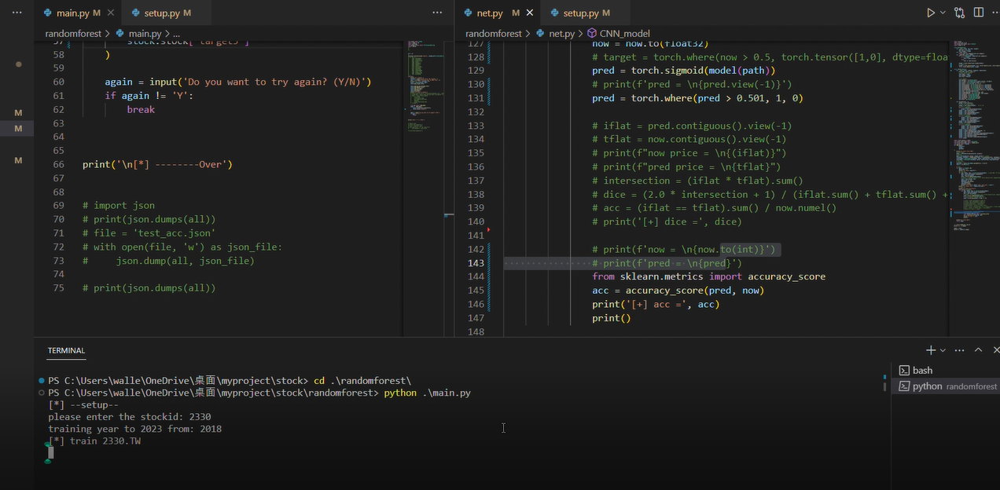 main.py M
setup.py M
randomforest > main.py > ...
57 stock.stock['target5']
58 )
59
60 again = input('Do you want to try again? (Y/N)')
61 if again != 'Y':
62 break
63
64
65
66 print('\n[*] --------Over')
67
68
69 # import json
70 # print(json.dumps(all))
71 # file = 'test_acc.json'
72 # with open(file, 'w') as json_file:
73 #     json.dump(all, json_file)
74
75 # print(json.dumps(all))
net.py M
setup.py M
randomforest > net.py > CNN_model
127 now = now.to(float32)
128 # target = torch.where(now > 0.5, torch.tensor([1,0], dtype=floa
129 pred = torch.sigmoid(model(path))
130 # print(f'pred = \n{pred.view(-1)}')
131 pred = torch.where(pred > 0.501, 1, 0)
132
133 # iflat = pred.contiguous().view(-1)
134 # tflat = now.contiguous().view(-1)
135 # print(f"now price = \n{(iflat)}")
136 # print(f"pred price = \n{tflat}")
137 # intersection = (iflat * tflat).sum()
138 # dice = (2.0 * intersection + 1) / (iflat.sum() + tflat.sum() +
139 # acc = (iflat == tflat).sum() / now.numel()
140 # print('[+] dice =', dice)
141
142 # print(f'now = \n{now.to(int)}')
143 # print(f'pred = \n{pred}')
144 from sklearn.metrics import accuracy_score
145 acc = accuracy_score(pred, now)
146 print('[+] acc =', acc)
147 print()
148
M
M
M
TERMINAL
PS C:\Users\walle\OneDrive\桌面\myproject\stock> cd .\randomforest\
PS C:\Users\walle\OneDrive\桌面\myproject\stock\randomforest> python .\main.py
[*] --setup--
please enter the stockid: 2330
training year to 2023 from: 2018
[*] train 2330.TW
bash
python randomforest